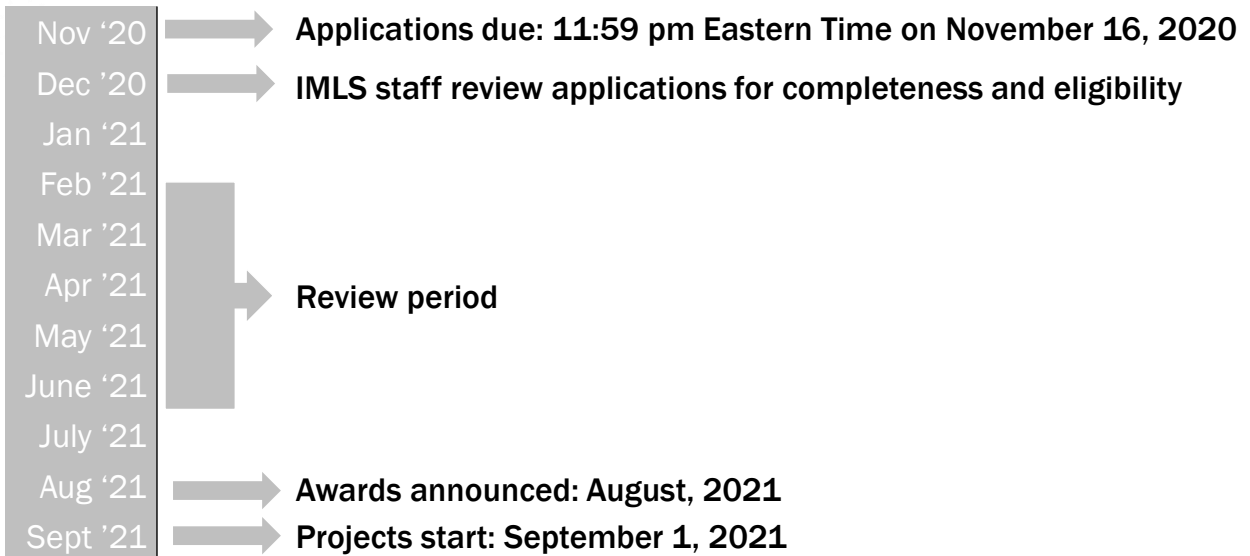 Nov ‘20 Applications due: 11:59 pm Eastern Time on November 16, 2020
Dec ‘20 IMLS staff review applications for completeness and eligibility
Jan ‘21
Feb ’21
Mar ’21
Apr ’21 Review period
May ‘21
June ‘21
July ‘21
Aug ‘21 Awards announced: August, 2021
Sept ’21 Projects start: September 1, 2021